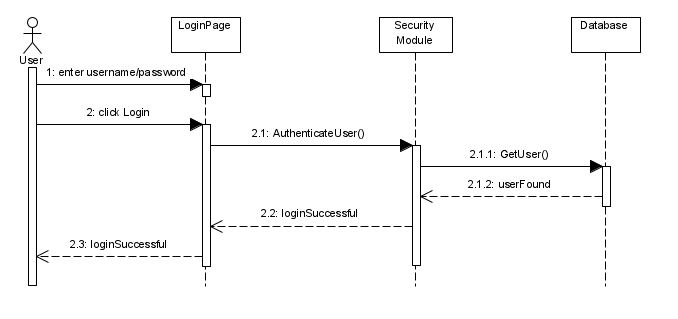 LoginPage
Security
Module
Database
User
1: enter username/password
2: click Login
2.1: AuthenticateUser()
2.1.1: GetUser()
2.1.2: userFound
2.2: loginSuccessful
2.3: loginSuccessful